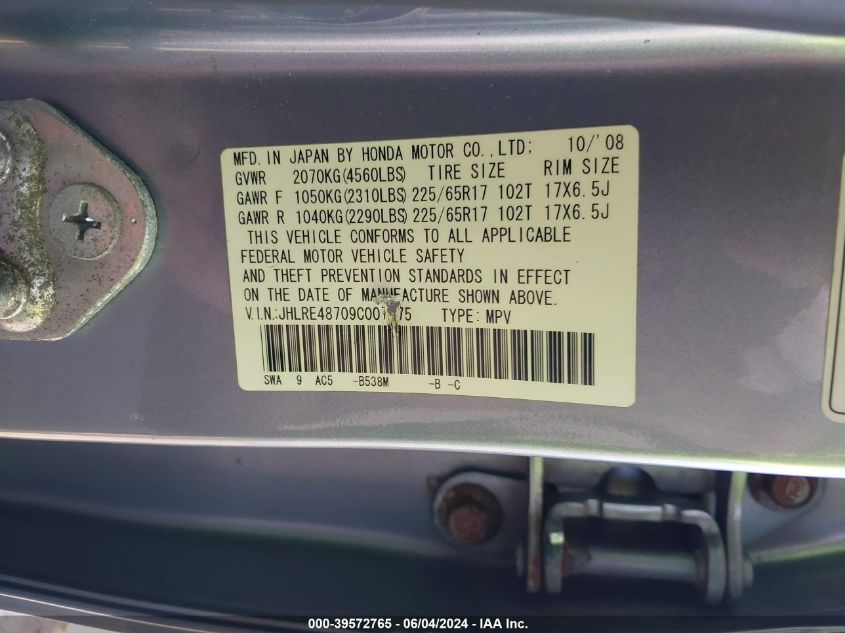 MFD. IN JAPAN BY HONDA MOTOR CO.,LTD: 10/'08
GVWR 2070KG(4560LBS) TIRE SIZE RIM SIZE
GAWR F 1050KG(2310LBS) 225/65R17 102T 17X6.5J
GAWR R 1040KG(2290LBS) 225/65R17 102T 17X6.5J
THIS VEHICLE CONFORMS TO ALL APPLICABLE
FEDERAL MOTOR VEHICLE SAFETY
AND THEFT PREVENTION STANDARDS IN EFFECT
ON THE DATE OF MANUFACTURE SHOWN ABOVE.
V.I.N.: TYPE: MPV
SWA 9 AC5 -B538M -B -C
000-39572765 - 06/04/2024 - IAA Inc.